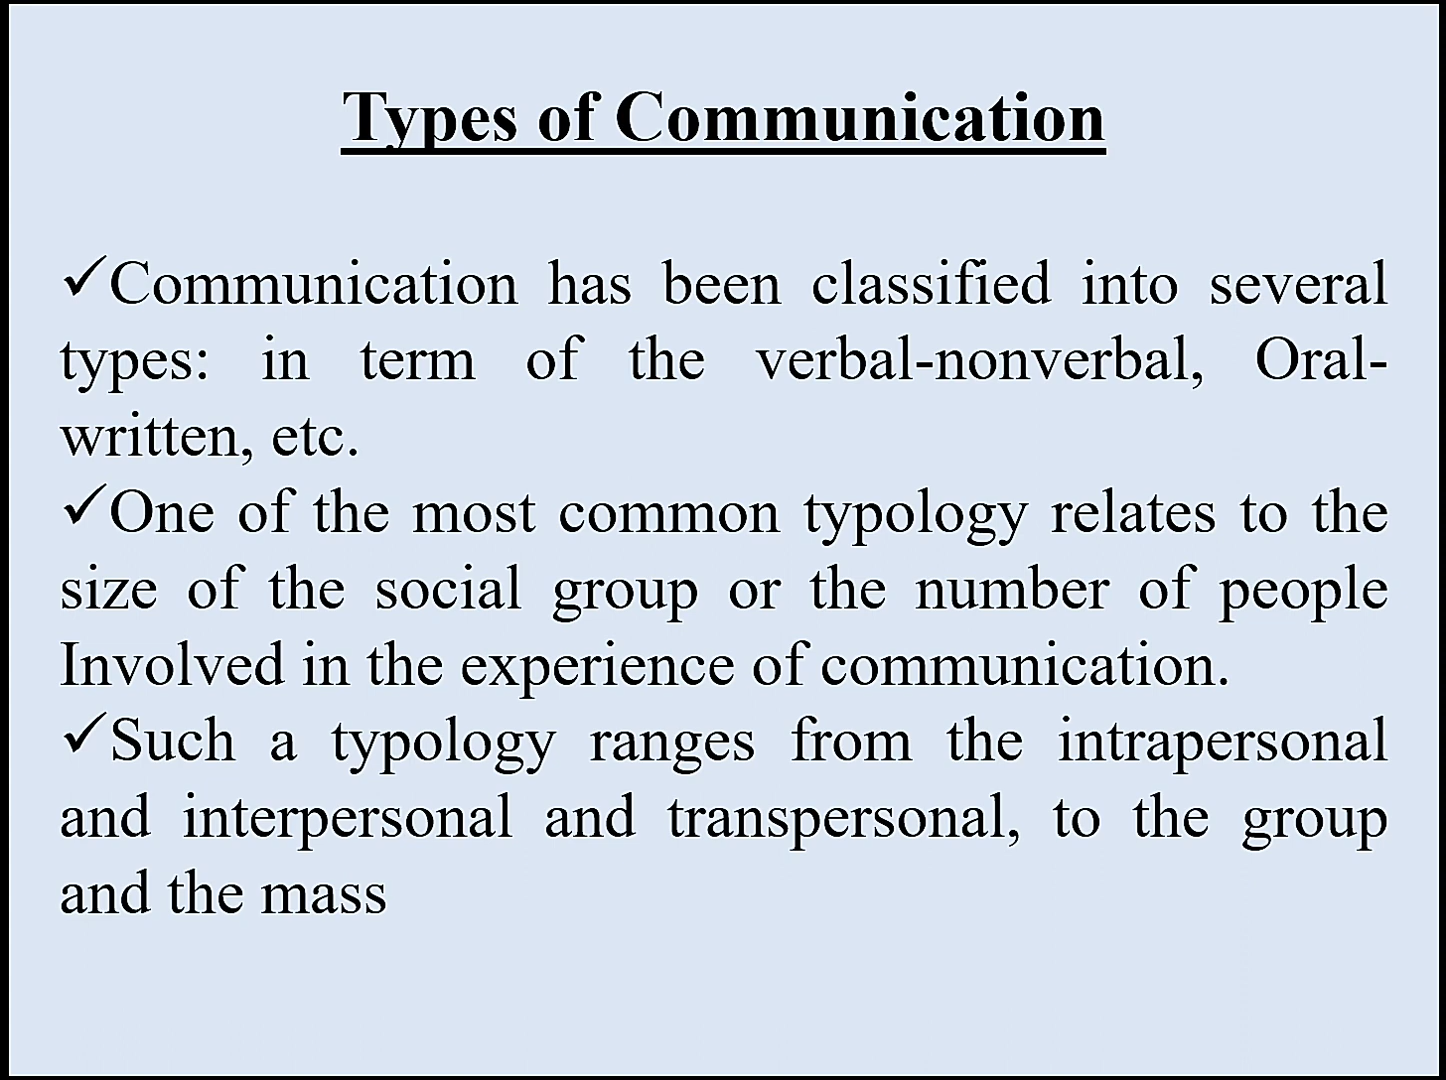 Types of Communication
✓Communication has been classified into several
types: in term of the verbal-nonverbal, Oral-
written, etc.
✓One of the most common typology relates to the
size of the social group or the number of people
Involved in the experience of communication.
✓Such a typology ranges from the intrapersonal
and interpersonal and transpersonal, to the group
and the mass